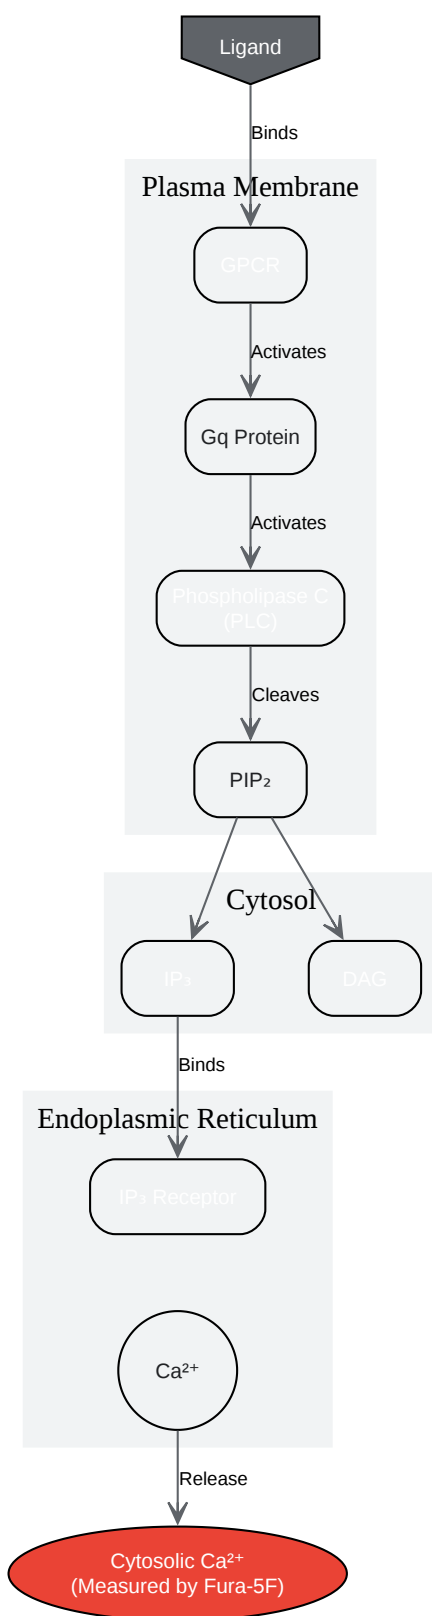 Ligand
Binds
Plasma Membrane
GPCR
Activates
Gq Protein
Activates
Phospholipase C
(PLC)
Cleaves
PIP₂
Cytosol
IP₃
DAG
Binds
Endoplasmic Reticulum
IP₃ Receptor
Ca²⁺
Release
Cytosolic Ca²⁺
(Measured by Fura-5F)